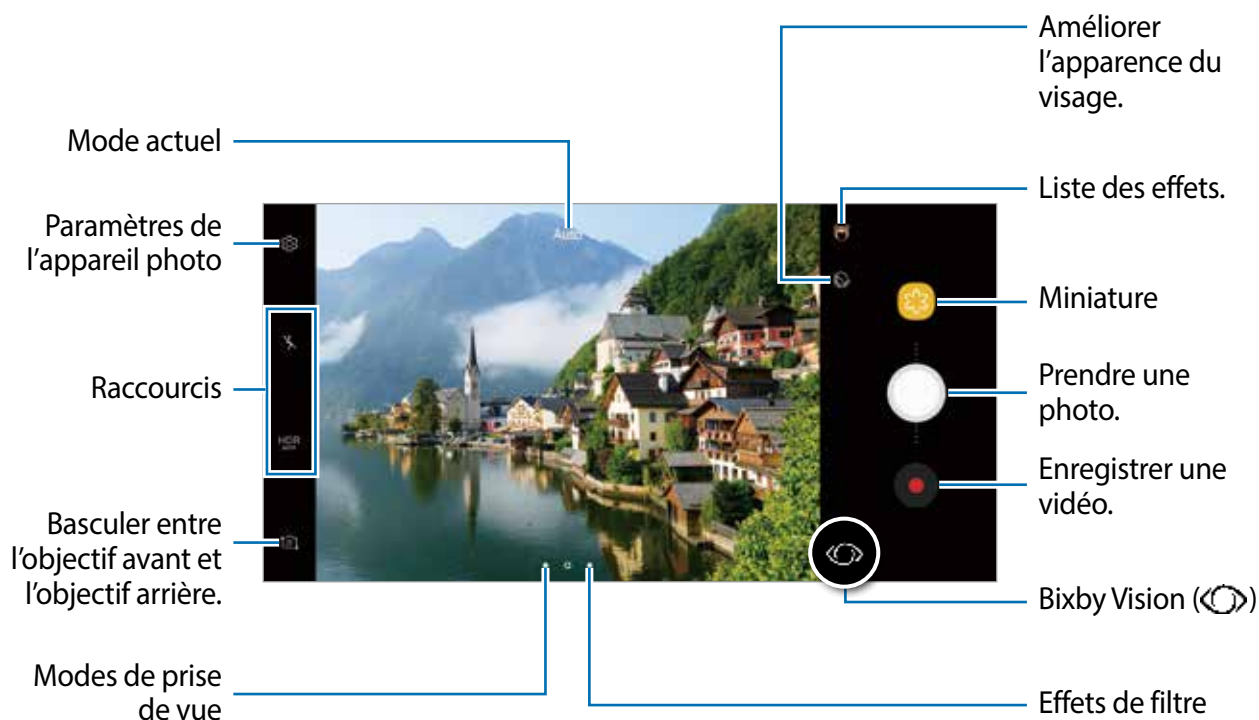 Améliorer
l'apparence du
visage.
Mode actuel
Liste des effets.
Paramètres de
l'appareil photo
Auto
Miniature
Raccourcis
Prendre une
photo.
HDR
Enregistrer une
vidéo.
Basculer entre
l'objectif avant et
l'objectif arrière.
Bixby Vision ( )
Modes de prise
de vue
Effets de filtre